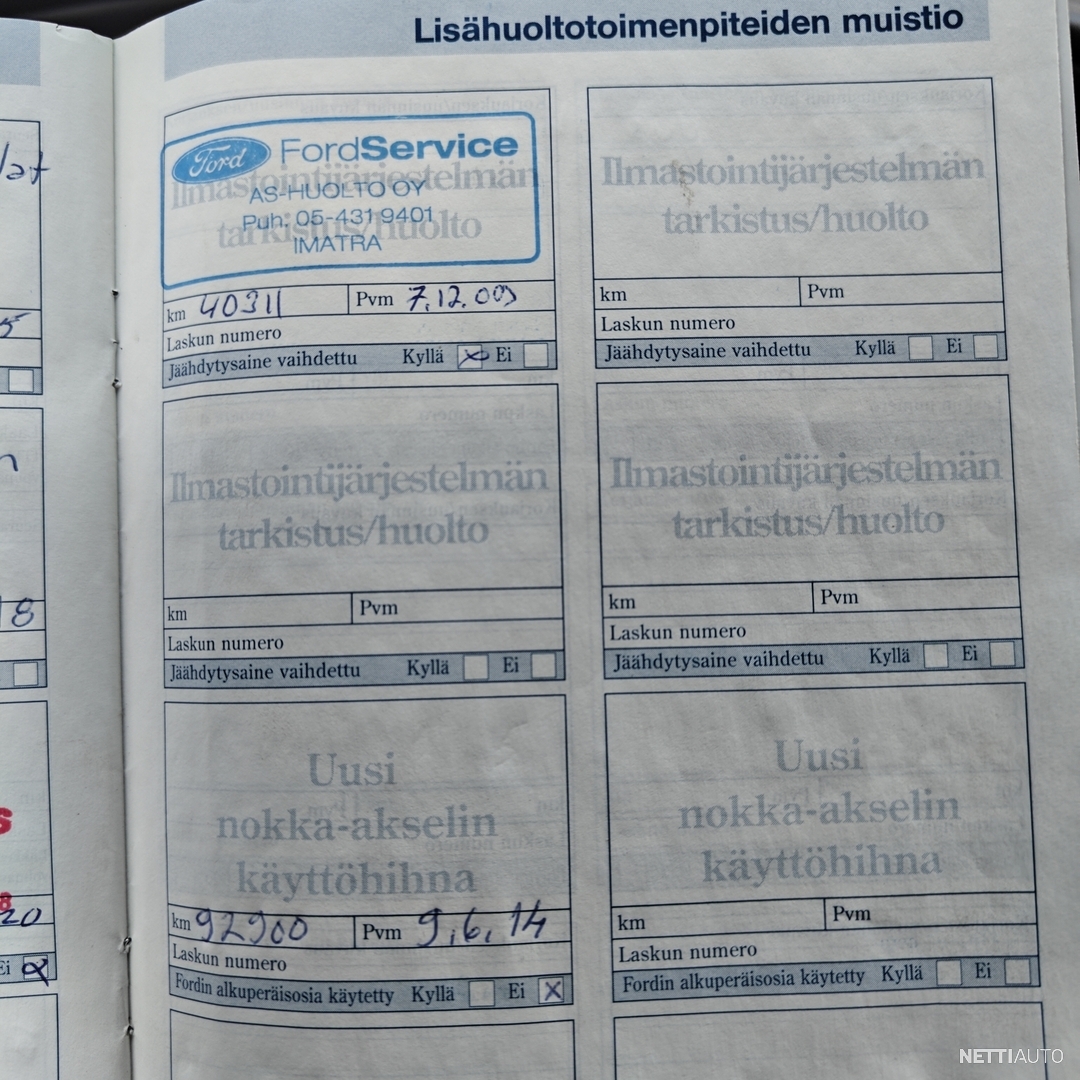 Lisähuoltotoimenpiteiden muistio
Ford FordService
AS-HUOLTO OY
Puh. 05-431 9401
IMATRA
Ilmastointijärjestelmän
tarkistus/huolto
km 40311 Pvm 7.12.09
Laskun numero
Jäähdytysaine vaihdettu Kyllä x Ei
Ilmastointijärjestelmän
tarkistus/huolto
km Pvm
Laskun numero
Jäähdytysaine vaihdettu Kyllä Ei
Ilmastointijärjestelmän
tarkistus/huolto
km Pvm
Laskun numero
Jäähdytysaine vaihdettu Kyllä Ei
Ilmastointijärjestelmän
tarkistus/huolto
km Pvm
Laskun numero
Jäähdytysaine vaihdettu Kyllä Ei
Uusi
nokka-akselin
käyttöhihna
km 92900 Pvm 9.6.14
Laskun numero
Fordin alkuperäisosia käytetty Kyllä Ei X
Uusi
nokka-akselin
käyttöhihna
km Pvm
Laskun numero
Fordin alkuperäisosia käytetty Kyllä Ei
NETTIAUTO